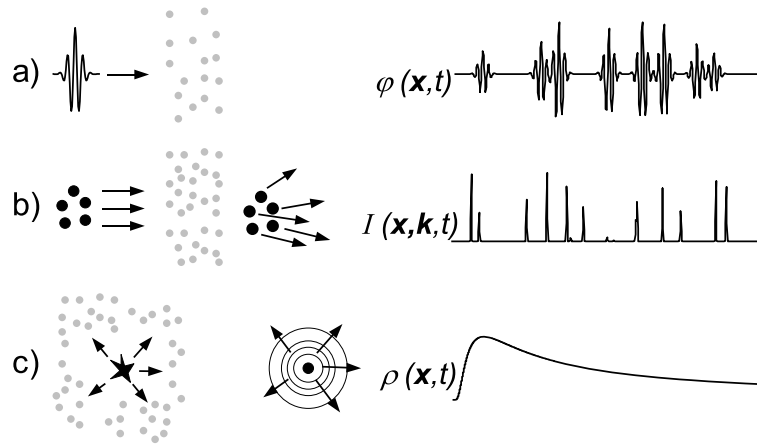 a)
φ (x,t)
b)
I (x,k,t)
c)
ρ (x,t)